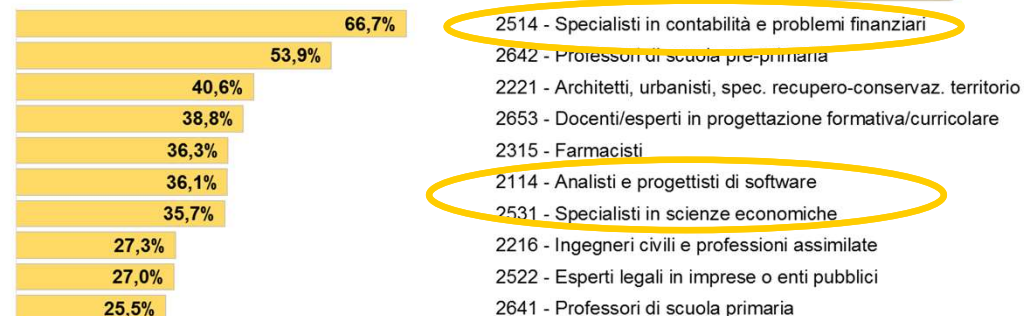 66,7% 2514 - Specialisti in contabilità e problemi finanziari
53,9% 2642 - Professori di scuola pre-primaria
40,6% 2221 - Architetti, urbanisti, spec. recupero-conservaz. territorio
38,8% 2653 - Docenti/esperti in progettazione formativa/curricolare
36,3% 2315 - Farmacisti
36,1% 2114 - Analisti e progettisti di software
35,7% 2531 - Specialisti in scienze economiche
27,3% 2216 - Ingegneri civili e professioni assimilate
27,0% 2522 - Esperti legali in imprese o enti pubblici
25,5% 2641 - Professori di scuola primaria